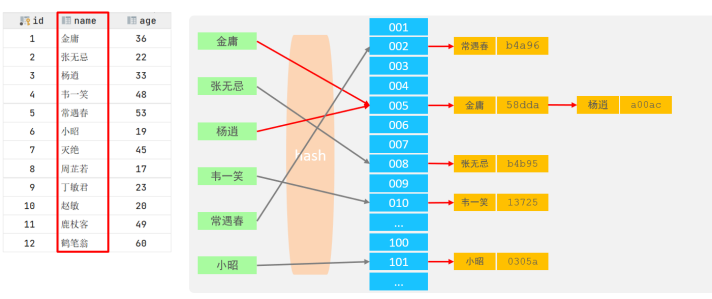 id name age
1 金庸 36
2 张无忌 22
3 杨逍 33
4 韦一笑 48
5 常遇春 53
6 小昭 19
7 灭绝 45
8 周芷若 17
9 丁敏君 23
10 赵敏 20
11 鹿杖客 49
12 鹤笔翁 60
金庸
张无忌
杨逍
韦一笑
常遇春
小昭
hash
001
002
003
004
005
006
007
008
009
010
...
100
101
...
常遇春 b4a96
金庸 58dda 杨逍 a00ac
张无忌 b4b95
韦一笑 13725
小昭 0305a